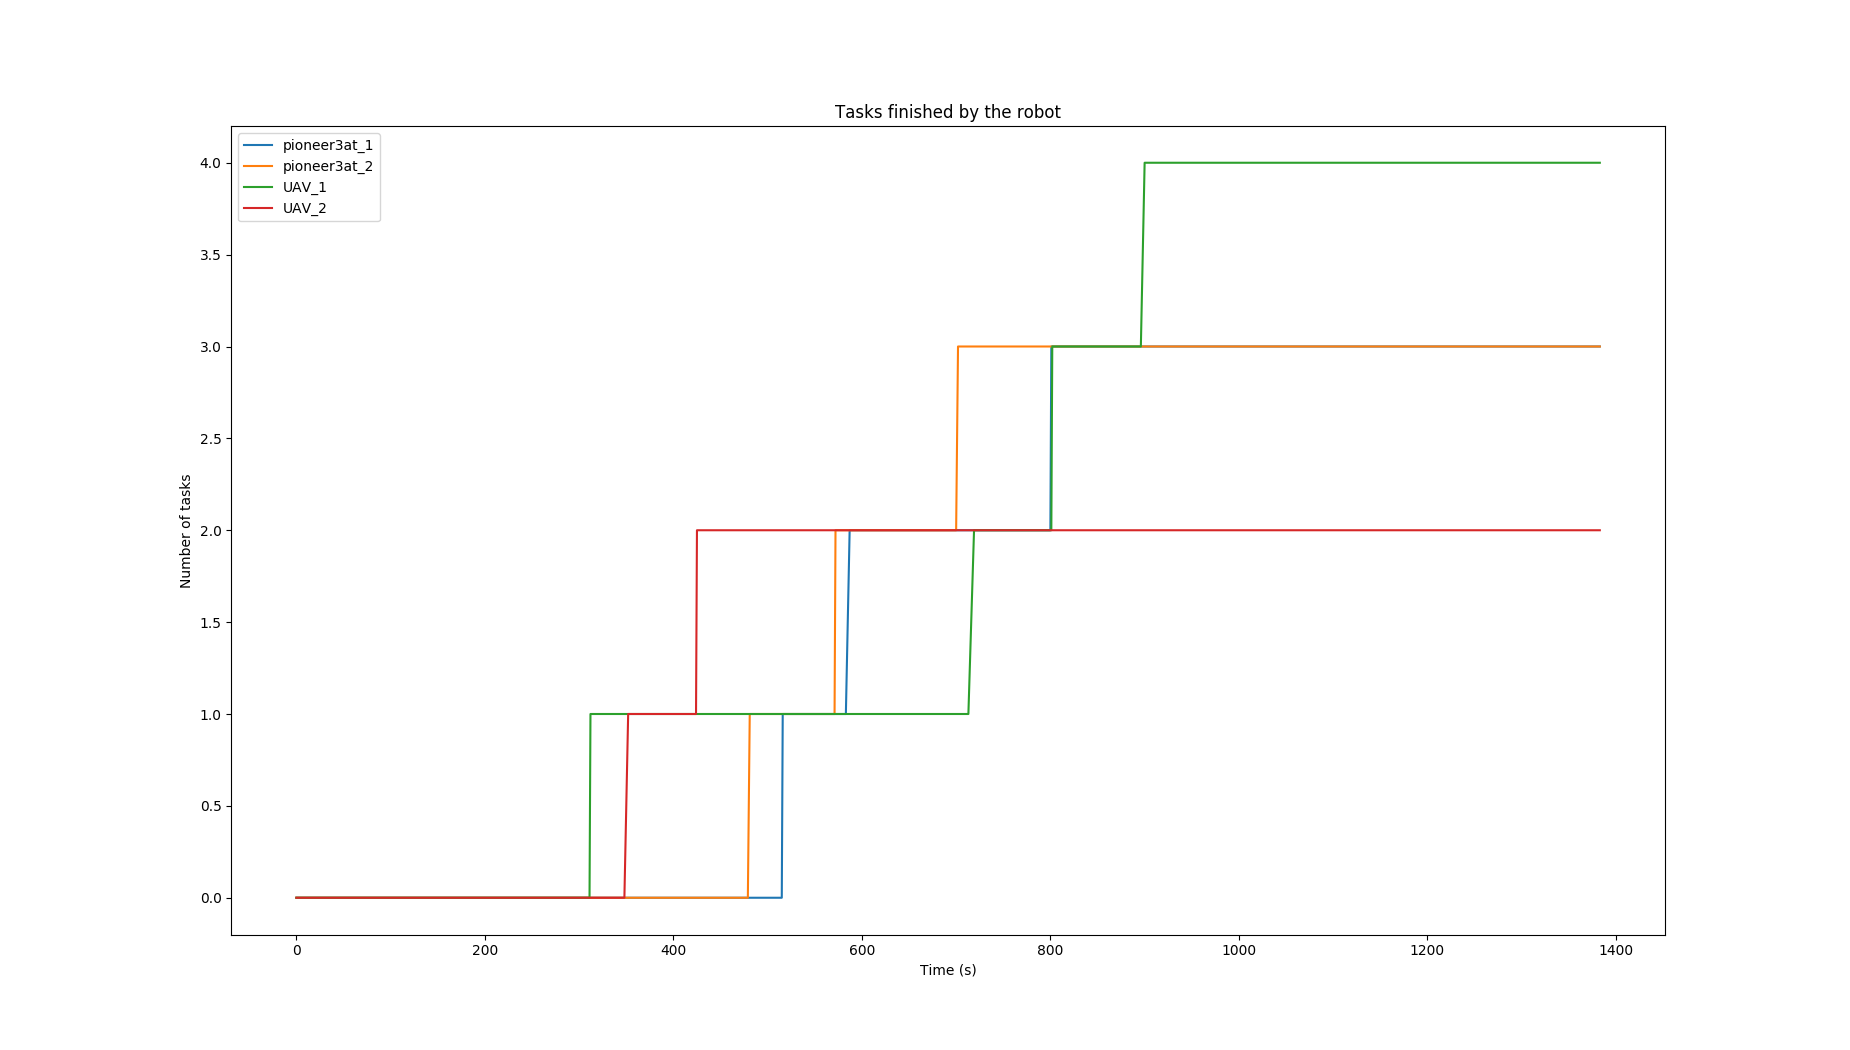 Tasks finished by the robot
pioneer3at_1
pioneer3at_2
UAV_1
UAV_2
4.0
3.5
3.0
2.5
2.0
1.5
1.0
0.5
0.0
Number of tasks
0 200 400 600 800 1000 1200 1400
Time (s)